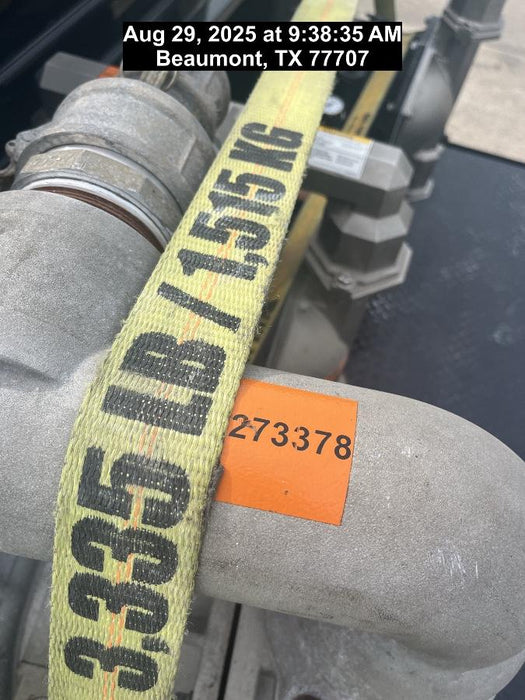 Aug 29, 2025 at 9:38:35 AM
Beaumont, TX 77707
3,335 LB / 1,515 KG
273378